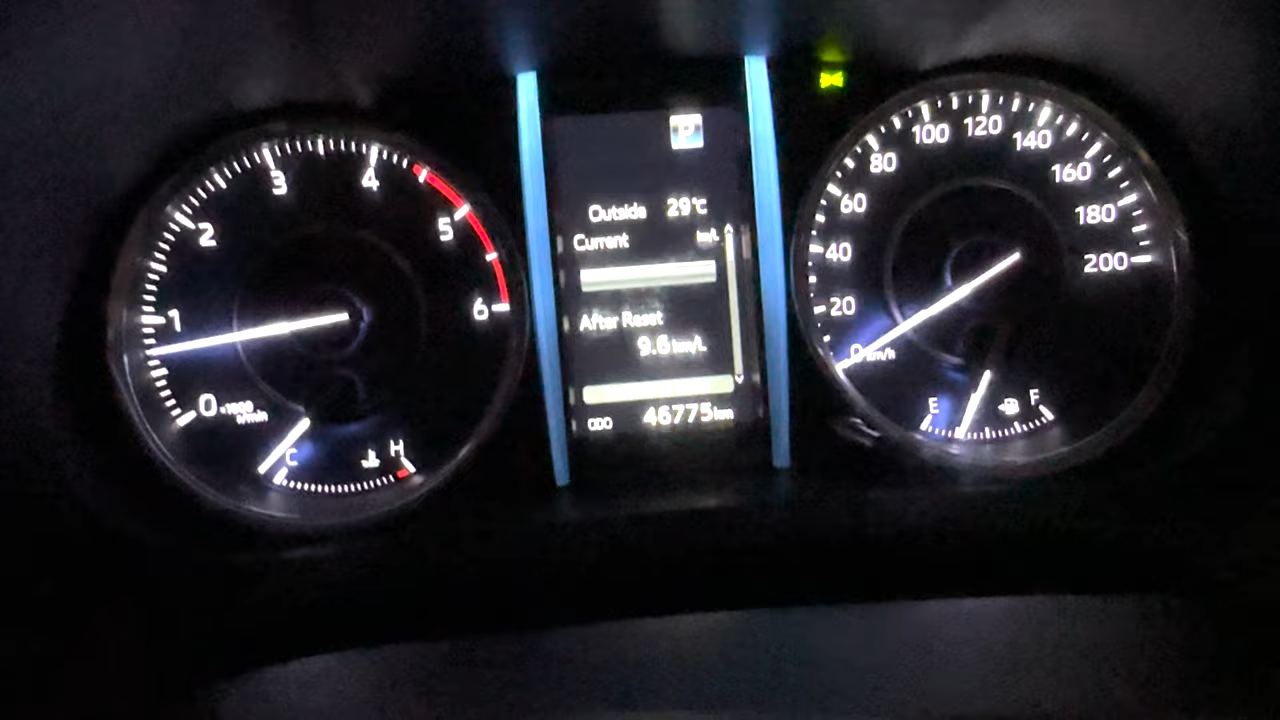 0
1
2
3
4
5
6
×1000
r/min
C
H
P
Outside 29℃
Current km/L
After Reset
9.6 km/L
ODO 46775 km
0 km/h
20
40
60
80
100
120
140
160
180
200
E
F